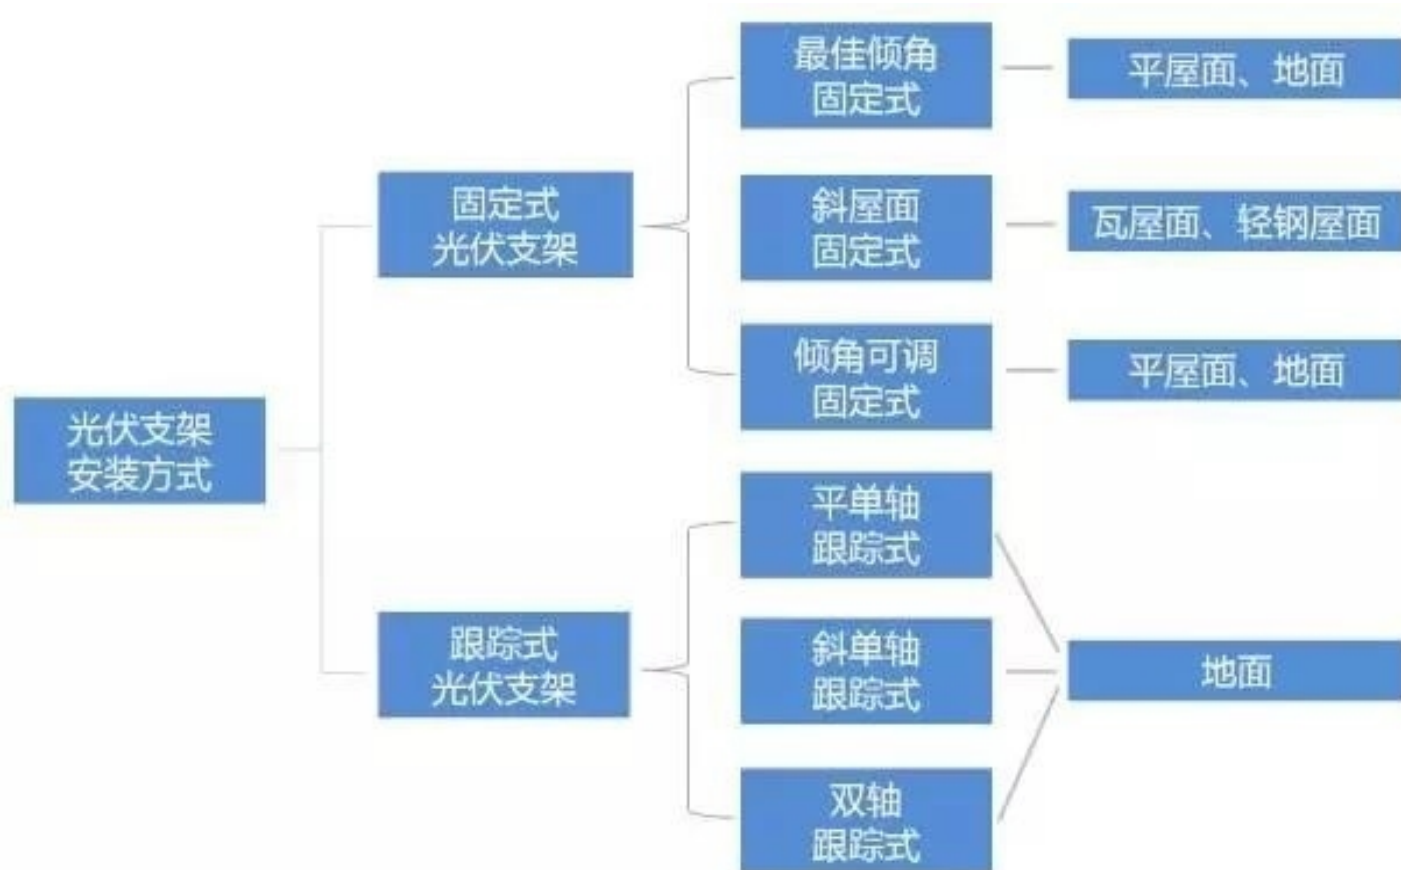 光伏支架
安装方式
固定式
光伏支架
最佳倾角
固定式
平屋面、地面
斜屋面
固定式
瓦屋面、轻钢屋面
倾角可调
固定式
平屋面、地面
跟踪式
光伏支架
平单轴
跟踪式
斜单轴
跟踪式
双轴
跟踪式
地面